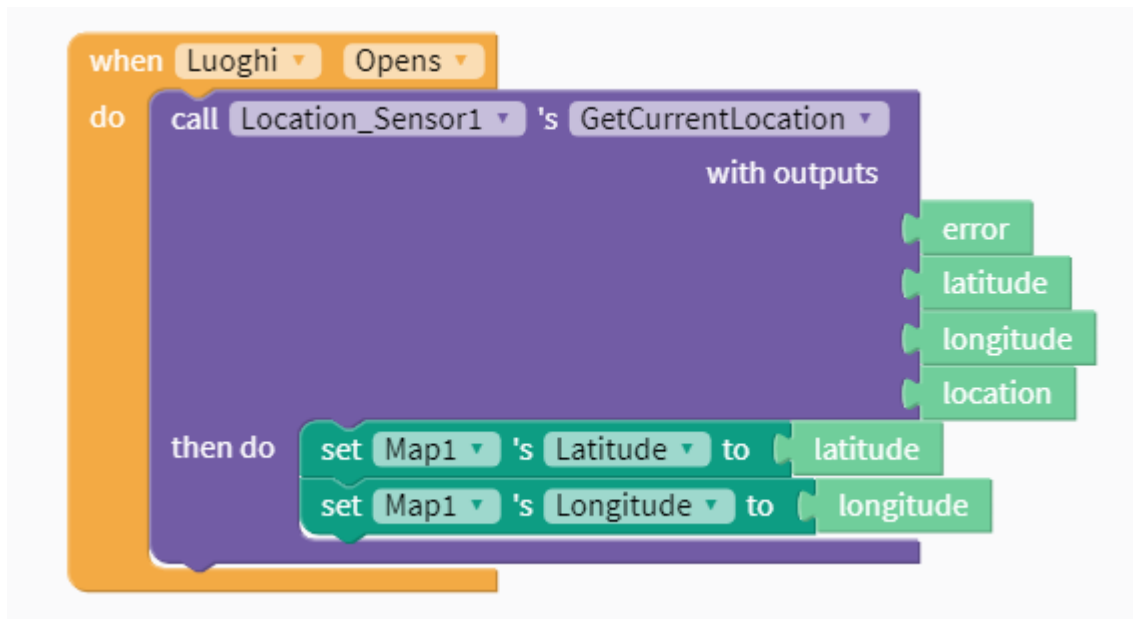 when Luoghi Opens
do call Location_Sensor1 's GetCurrentLocation
with outputs
error
latitude
longitude
location
then do set Map1 's Latitude to latitude
set Map1 's Longitude to longitude